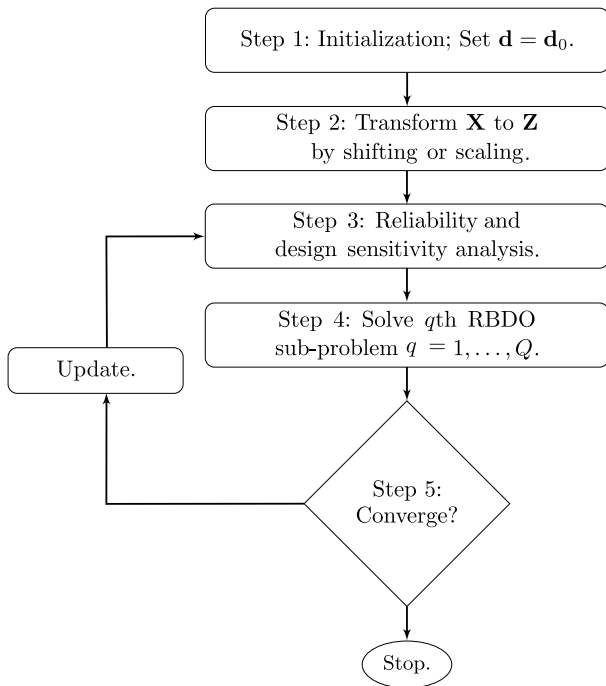 Step 1: Initialization; Set d = d₀.
Step 2: Transform X to Z
by shifting or scaling.
Step 3: Reliability and
design sensitivity analysis.
Step 4: Solve qth RBDO
sub-problem q = 1, . . . , Q.
Update.
Step 5:
Converge?
Stop.